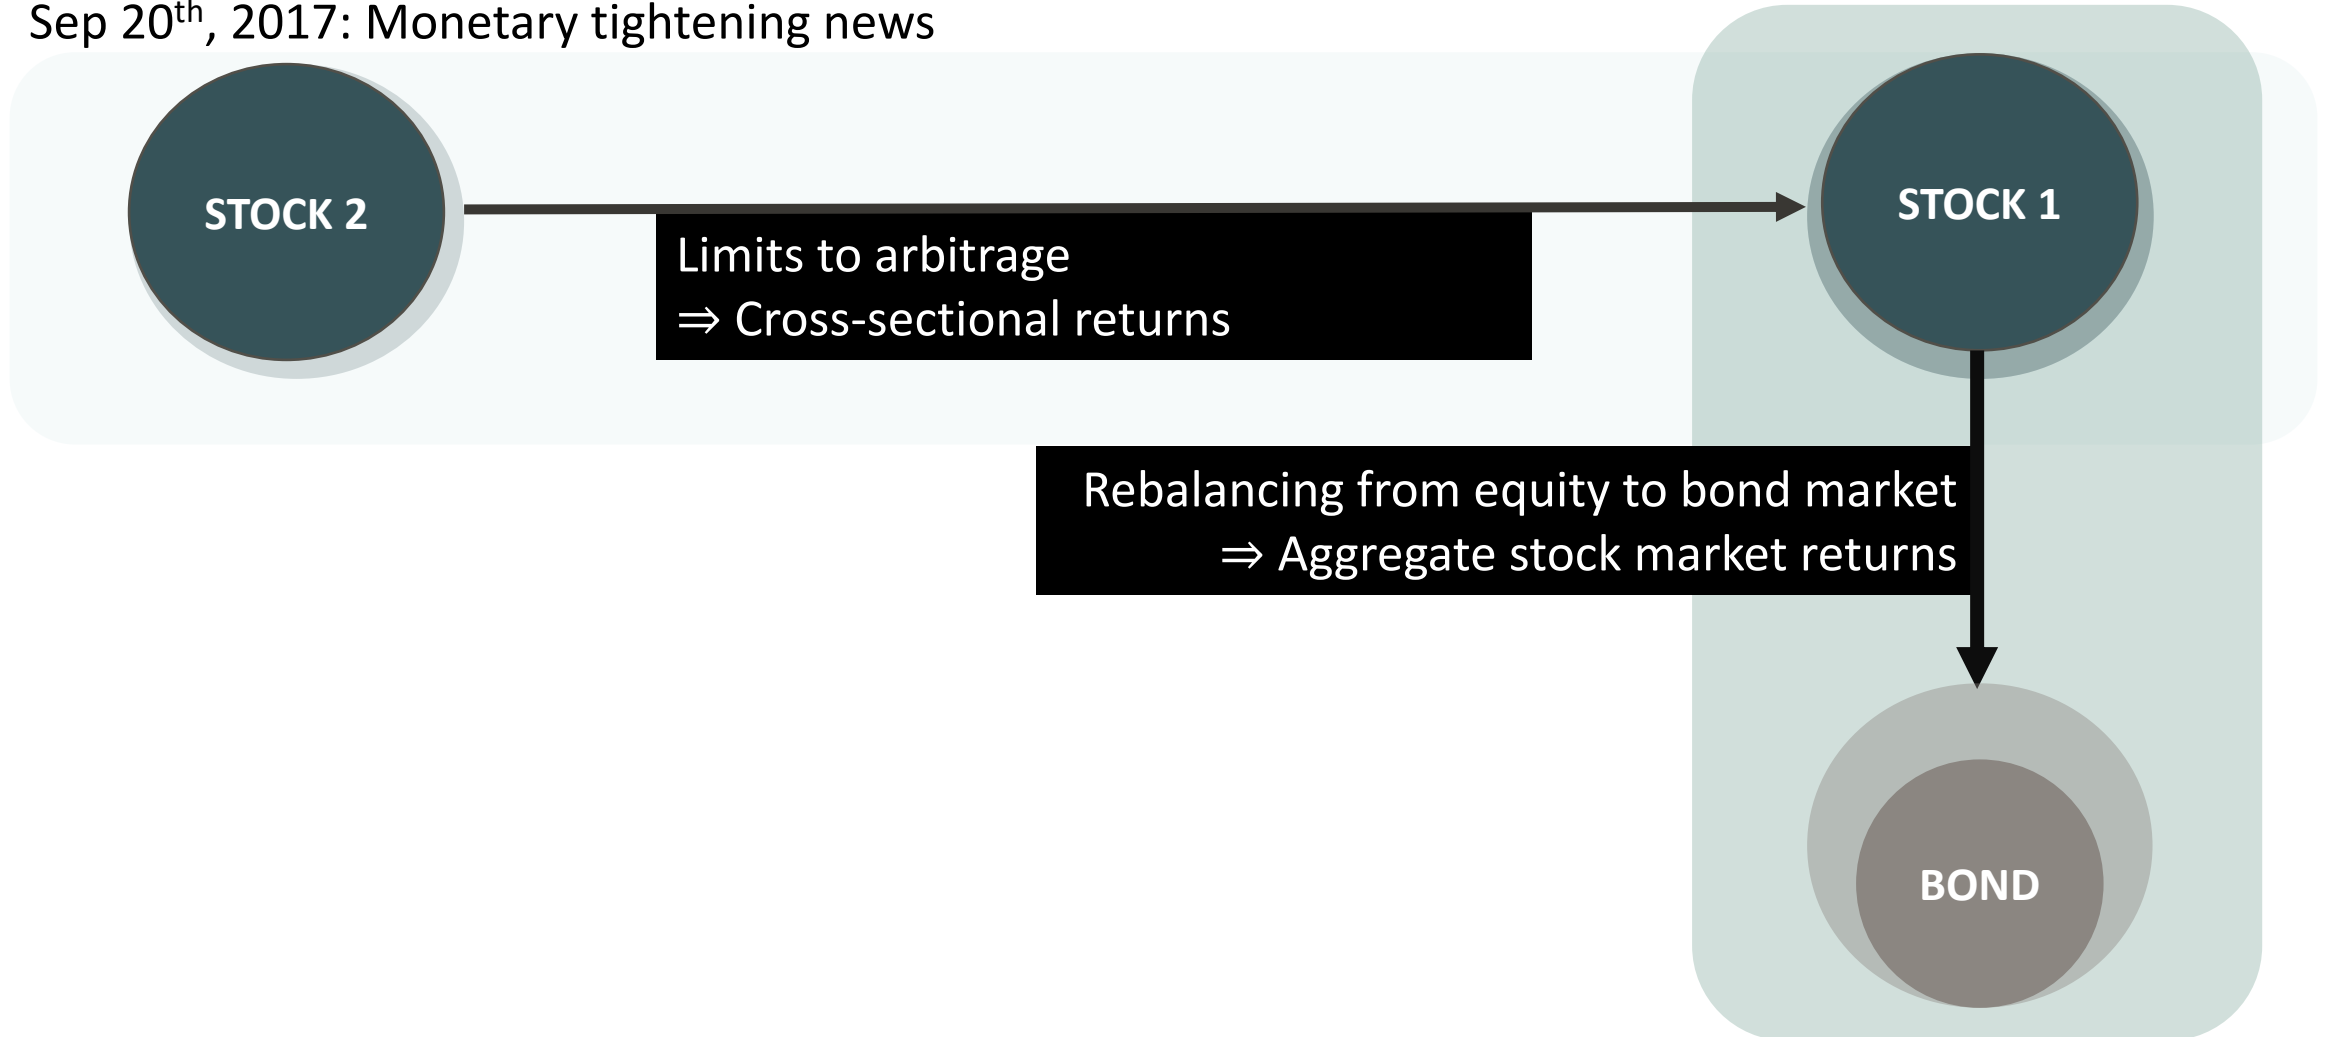 Sep 20th, 2017: Monetary tightening news
STOCK 2
STOCK 1
Limits to arbitrage
⇒ Cross-sectional returns
Rebalancing from equity to bond market
⇒ Aggregate stock market returns
BOND